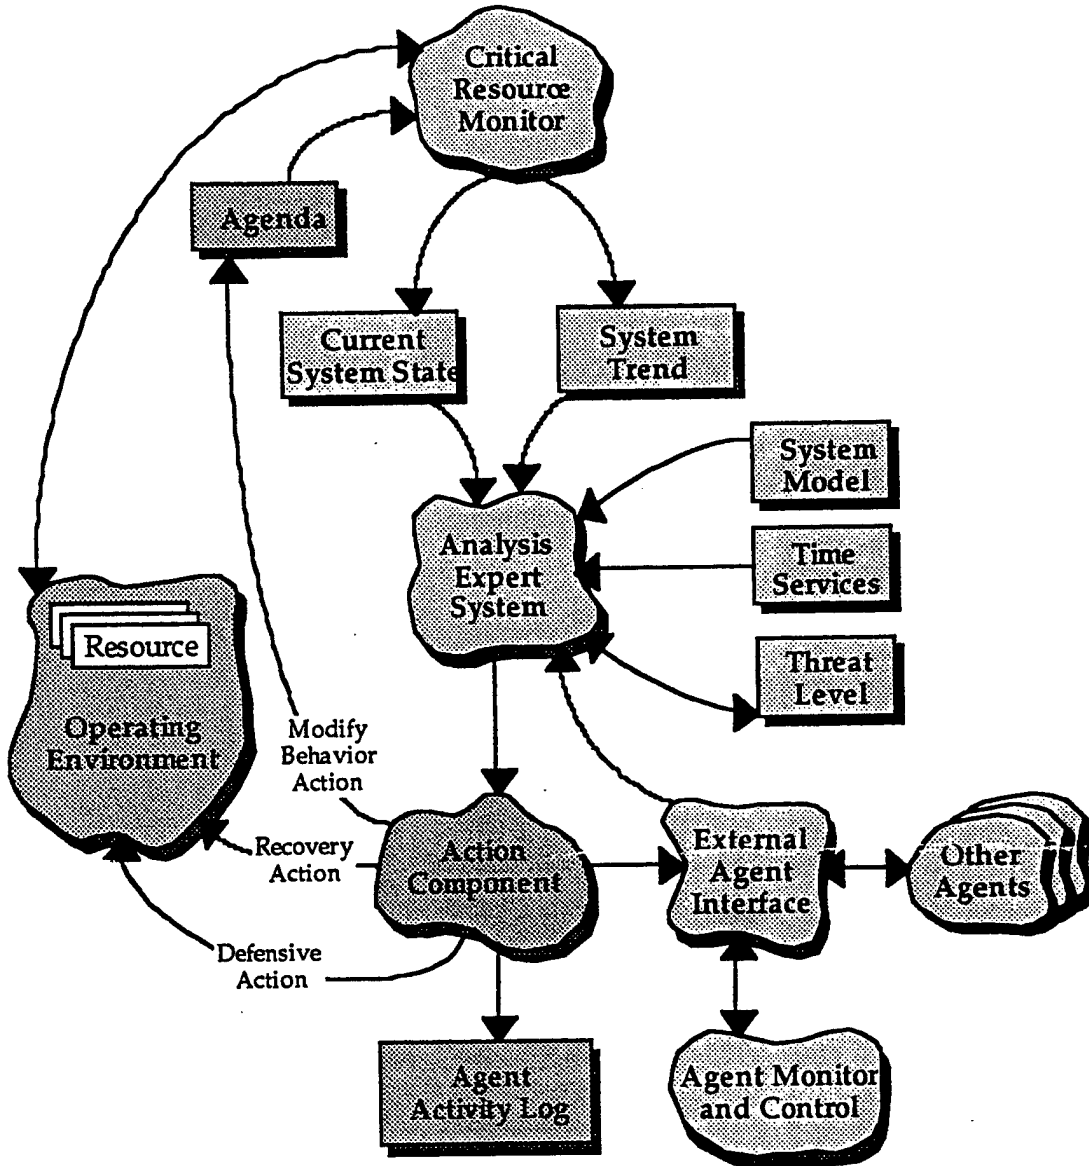 Critical
Resource
Monitor
Agenda
Current
System State
System
Trend
System
Model
Analysis
Expert
System
Time
Services
Threat
Level
Resource
Operating
Environment
Modify
Behavior
Action
Recovery
Action
Action
Component
External
Agent
Interface
Other
Agents
Defensive
Action
Agent
Activity Log
Agent Monitor
and Control